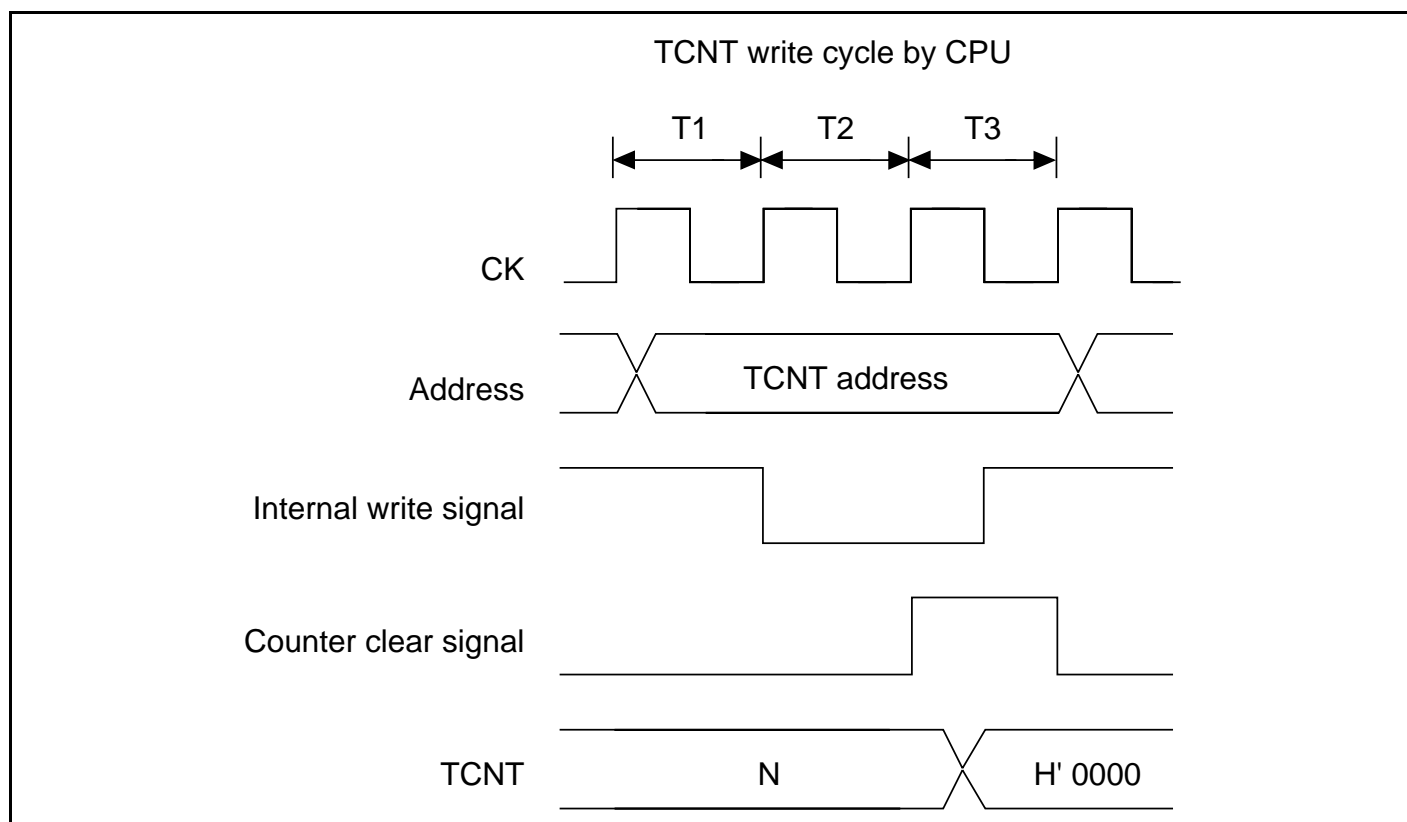 TCNT write cycle by CPU
T1 T2 T3
CK
Address TCNT address
Internal write signal
Counter clear signal
TCNT N H' 0000